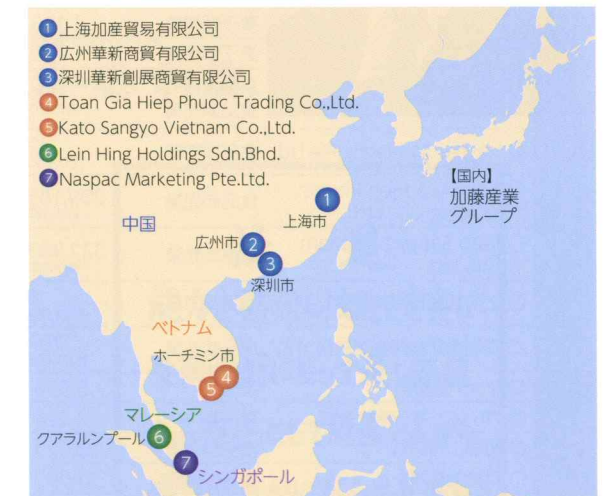 1上海加産貿易有限公司
2広州華新商貿有限公司
3深圳華新創展商貿有限公司
4Toan Gia Hiep Phuoc Trading Co.,Ltd.
5Kato Sangyo Vietnam Co.,Ltd.
6Lein Hing Holdings Sdn.Bhd.
7Naspac Marketing Pte.Ltd.
【国内】
加藤産業
グループ
1
上海市
中国
広州市 2
3
深圳市
ベトナム
ホーチミン市
4
5
マレーシア
クアラルンプール 6
7
シンガポール